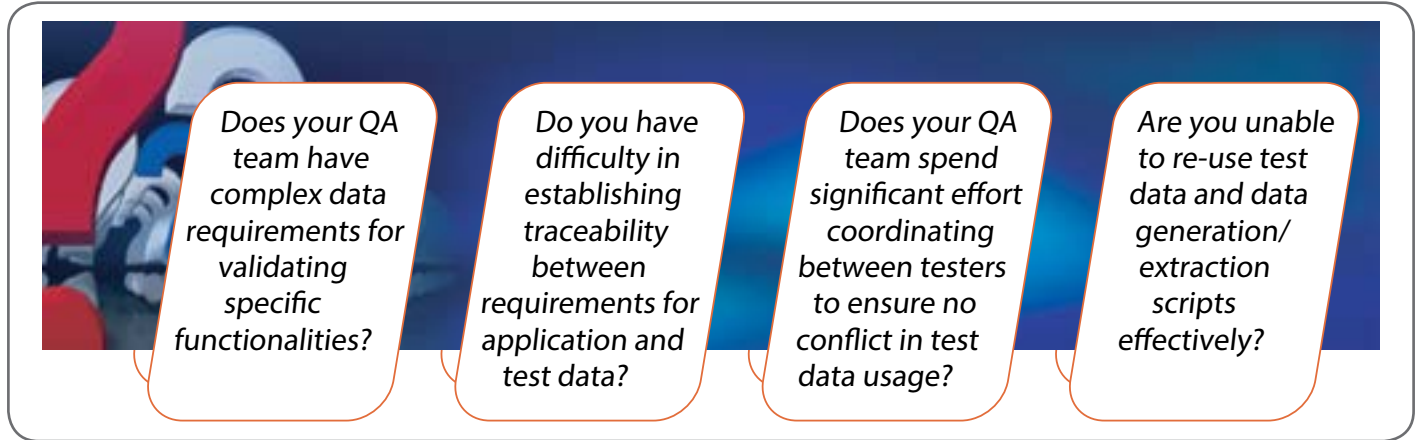 Does your QA
team have
complex data
requirements for
validating
specific
functionalities?
Do you have
difficulty in
establishing
traceability
between
requirements for
application and
test data?
Does your QA
team spend
significant effort
coordinating
between testers
to ensure no
conflict in test
data usage?
Are you unable
to re-use test
data and data
generation/
extraction
scripts
effectively?